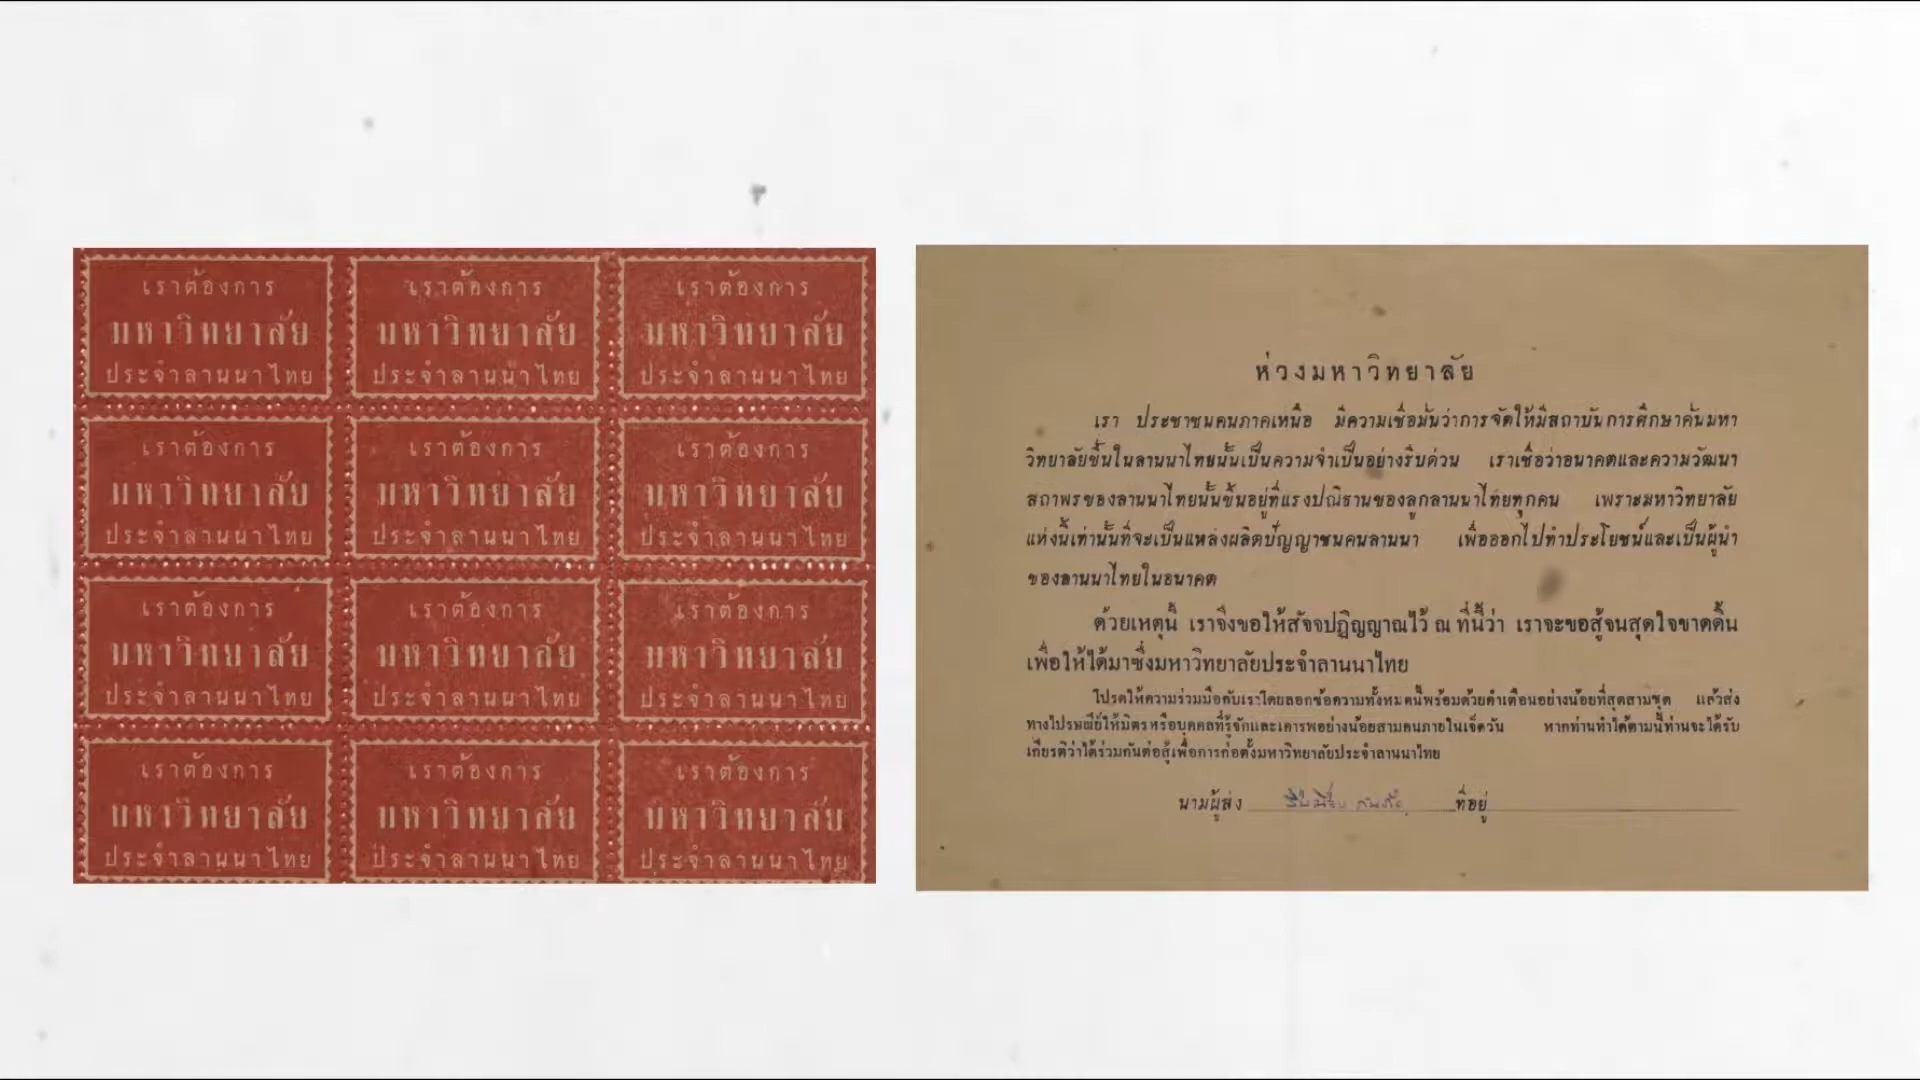 เราต้องการ
มหาวิทยาลัย
ประจำลานนาไทย
เราต้องการ
มหาวิทยาลัย
ประจำลานนาไทย
เราต้องการ
มหาวิทยาลัย
ประจำลานนาไทย
เราต้องการ
มหาวิทยาลัย
ประจำลานนาไทย
เราต้องการ
มหาวิทยาลัย
ประจำลานนาไทย
เราต้องการ
มหาวิทยาลัย
ประจำลานนาไทย
เราต้องการ
มหาวิทยาลัย
ประจำลานนาไทย
เราต้องการ
มหาวิทยาลัย
ประจำลานนาไทย
เราต้องการ
มหาวิทยาลัย
ประจำลานนาไทย
เราต้องการ
มหาวิทยาลัย
ประจำลานนาไทย
เราต้องการ
มหาวิทยาลัย
ประจำลานนาไทย
เราต้องการ
มหาวิทยาลัย
ประจำลานนาไทย
ห่วงมหาวิทยาลัย
เรา ประชาชนคนภาคเหนือ มีความเชื่อมั่นว่าการจัดให้มีสถาบันการศึกษาคั่นมหา
วิทยาลัยขึ้นในลานนาไทยนั้นเป็นความจำเป็นอย่างรีบด่วน เราเชื่อว่าอนาคตและความวัฒนา
สถาพรของลานนาไทยนั้นขึ้นอยู่ที่แรงปณิธานของลูกลานนาไทยทุกคน เพราะมหาวิทยาลัย
แห่งนี้เท่านั้นที่จะเป็นแหล่งผลิตปัญญาชนคนลานนา เพื่อออกไปทำประโยชน์และเป็นผู้นำ
ของลานนาไทยในอนาคต
ด้วยเหตุนี้ เราจึงขอให้สัจจปฏิญญาณไว้ ณ ที่นี้ว่า เราจะขอสู้จนสุดใจขาดดิ้น
เพื่อให้ได้มาซึ่งมหาวิทยาลัยประจำลานนาไทย
โปรดให้ความร่วมมือกับเราโดยลอกข้อความทั้งหมดนี้พร้อมด้วยคำเตือนอย่างน้อยที่สุดสามชุด แล้วส่ง
ทางไปรษณีย์ให้มิตรหรือบุคคลที่รู้จักและเคารพอย่างน้อยสามคนภายในเจ็ดวัน หากท่านทำได้ตามนี้ท่านจะได้รับ
เกียรติว่าได้ร่วมกันต่อสู้เพื่อการก่อตั้งมหาวิทยาลัยประจำลานนาไทย
นามผู้ส่ง ที่อยู่